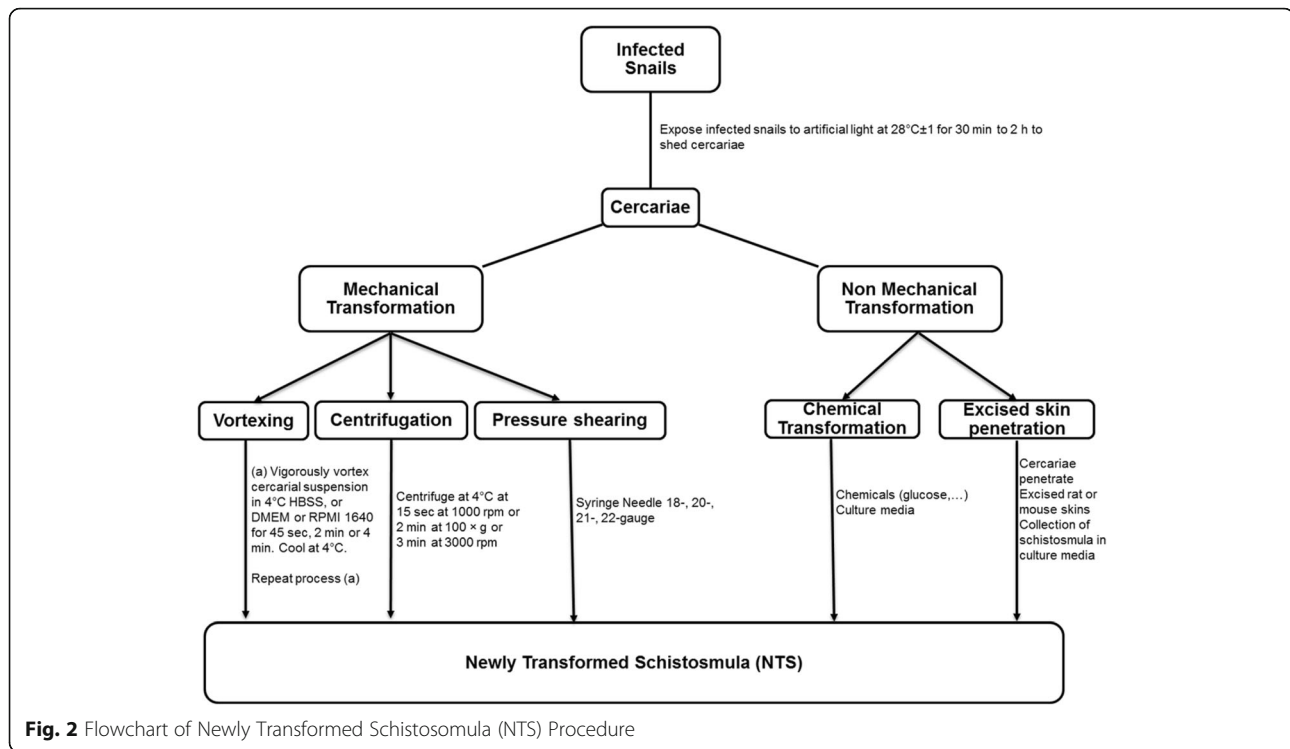 Infected
Snails
Expose infected snails to artificial light at 28°C±1 for 30 min to 2 h to
shed cercariae
Cercariae
Mechanical
Transformation
Non Mechanical
Transformation
Vortexing
Centrifugation
Pressure shearing
Chemical
Transformation
Excised skin
penetration
(a) Vigorously vortex
cercarial suspension
in 4°C HBSS, or
DMEM or RPMI 1640
for 45 sec, 2 min or 4
min. Cool at 4°C.
Repeat process (a)
Centrifuge at 4°C at
15 sec at 1000 rpm or
2 min at 100 × g or
3 min at 3000 rpm
Syringe Needle 18-, 20-,
21-, 22-gauge
Chemicals (glucose,...)
Culture media
Cercariae
penetrate
Excised rat or
mouse skins
Collection of
schistosmula in
culture media
Newly Transformed Schistosmula (NTS)
Fig. 2 Flowchart of Newly Transformed Schistosomula (NTS) Procedure